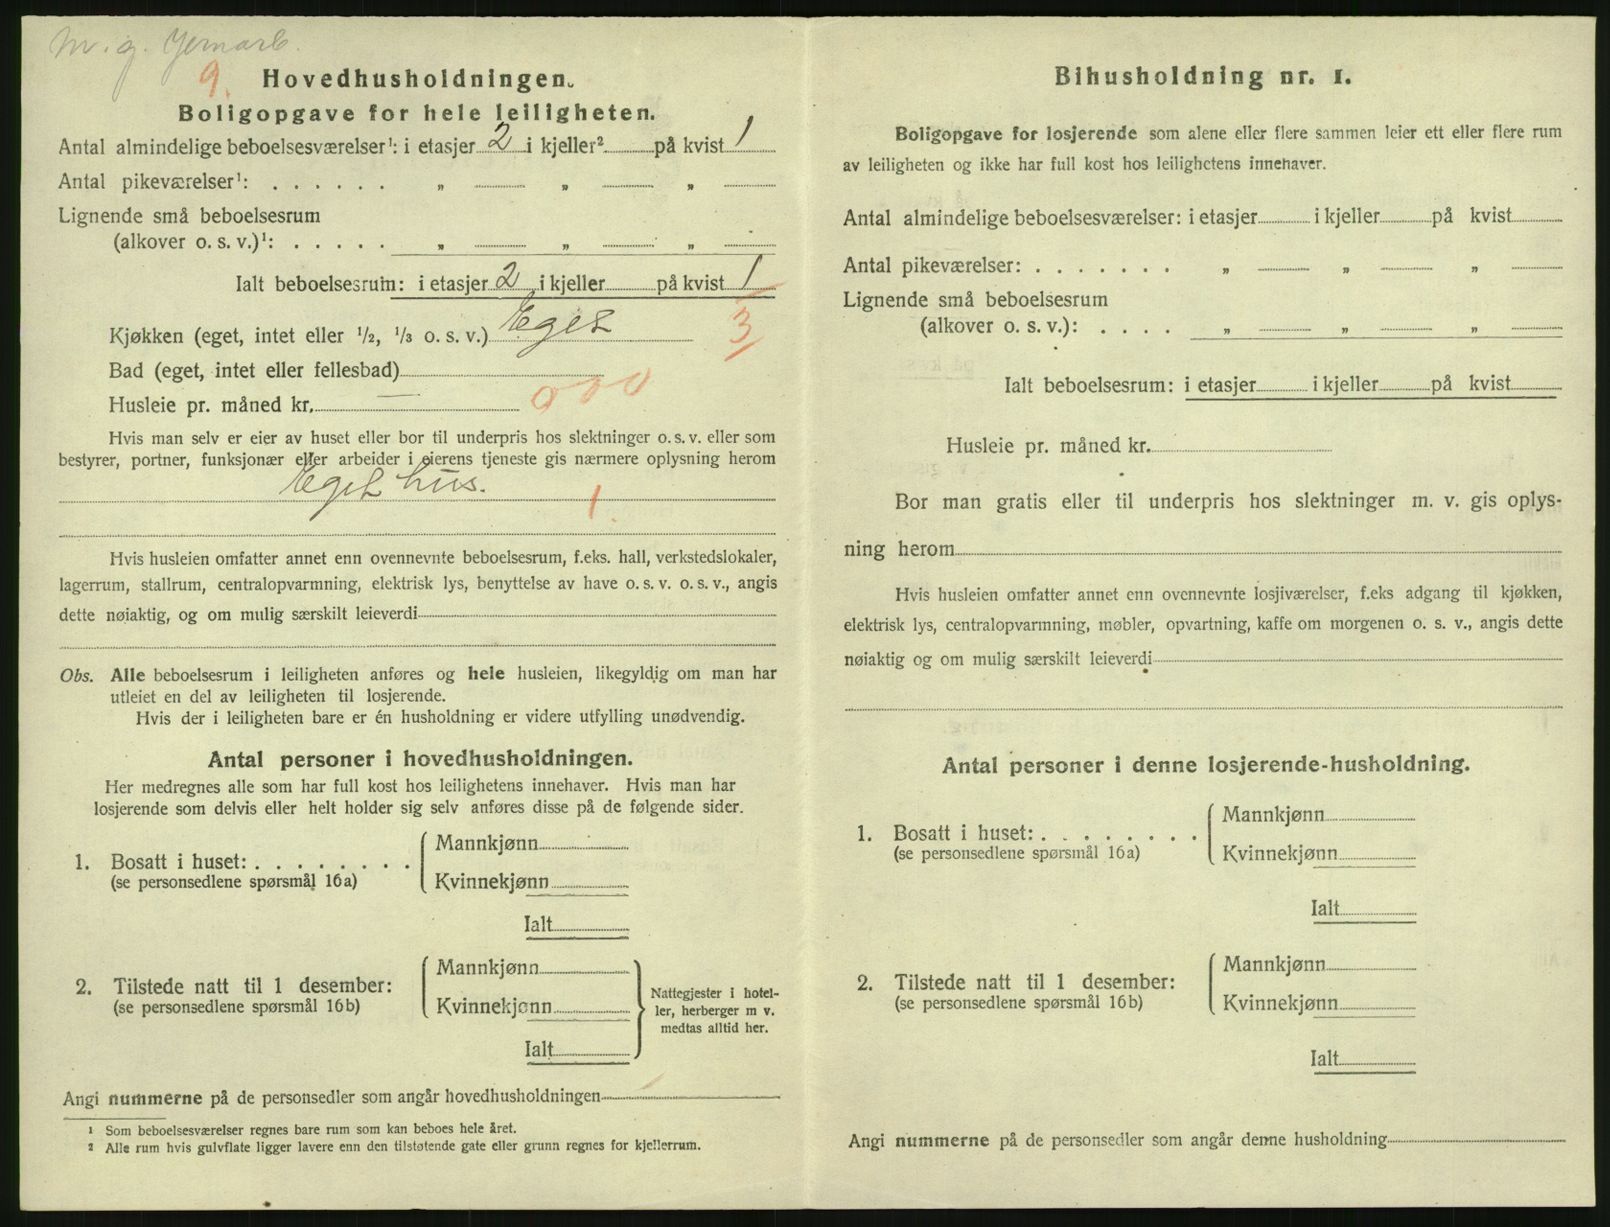 M. g. Jernarb.
9.
Hovedhusholdningen.
Boligopgave for hele leiligheten.
Antal almindelige beboelsesværelser¹: i etasjer 2 i kjeller² på kvist 1
Antal pikeværelser¹: . . . . . . „ „ „
Lignende små beboelsesrum
(alkover o. s. v.)¹: . . . . . „ „ „
Ialt beboelsesrum: i etasjer 2 i kjeller på kvist 1
3
Kjøkken (eget, intet eller ½, ⅓ o. s. v.) Eget
Bad (eget, intet eller fellesbad)
Husleie pr. måned kr. — 000
Hvis man selv er eier av huset eller bor til underpris hos slektninger o. s. v. eller som
bestyrer, portner, funksjonær eller arbeider i eierens tjeneste gis nærmere oplysning herom
Eget hus.
1.
Hvis husleien omfatter annet enn ovennevnte beboelsesrum, f.eks. hall, verkstedslokaler,
lagerrum, stallrum, centralopvarmning, elektrisk lys, benyttelse av have o. s. v. o. s. v., angis
dette nøiaktig, og om mulig særskilt leieverdi
Obs. Alle beboelsesrum i leiligheten anføres og hele husleien, likegyldig om man har
utleiet en del av leiligheten til losjerende.
Hvis der i leiligheten bare er én husholdning er videre utfylling unødvendig.
Antal personer i hovedhusholdningen.
Her medregnes alle som har full kost hos leilighetens innehaver. Hvis man har
losjerende som delvis eller helt holder sig selv anføres disse på de følgende sider.
1. Bosatt i huset: . . . . . . . .
(se personsedlene spørsmål 16a)
Mannkjønn
Kvinnekjønn
Ialt
2. Tilstede natt til 1 desember:
(se personsedlene spørsmål 16b)
Mannkjønn
Kvinnekjønn
Ialt
Nattegjester i hotel-
ler, herberger m v.
medtas alltid her.
Angi nummerne på de personsedler som angår hovedhusholdningen
¹ Som beboelsesværelser regnes bare rum som kan beboes hele året.
² Alle rum hvis gulvflate ligger lavere enn den tilstøtende gate eller grunn regnes for kjellerrum.
Bihusholdning nr. 1.
Boligopgave for losjerende som alene eller flere sammen leier ett eller flere rum
av leiligheten og ikke har full kost hos leilighetens innehaver.
Antal almindelige beboelsesværelser: i etasjer i kjeller på kvist
Antal pikeværelser: . . . . . . . „ „ „
Lignende små beboelsesrum
(alkover o. s. v.): . . . . „ „ „
Ialt beboelsesrum: i etasjer i kjeller på kvist
Husleie pr. måned kr.
Bor man gratis eller til underpris hos slektninger m. v. gis oplys-
ning herom
Hvis husleien omfatter annet enn ovennevnte losjiværelser, f.eks adgang til kjøkken,
elektrisk lys, centralopvarmning, møbler, opvartning, kaffe om morgenen o. s. v., angis dette
nøiaktig og om mulig særskilt leieverdi
Antal personer i denne losjerende-husholdning.
1. Bosatt i huset: . . . . . . . .
(se personsedlene spørsmål 16a)
Mannkjønn
Kvinnekjønn
Ialt
2. Tilstede natt til 1 desember:
(se personsedlene spørsmål 16b)
Mannkjønn
Kvinnekjønn
Ialt
Angi nummerne på de personsedler som angår denne husholdning